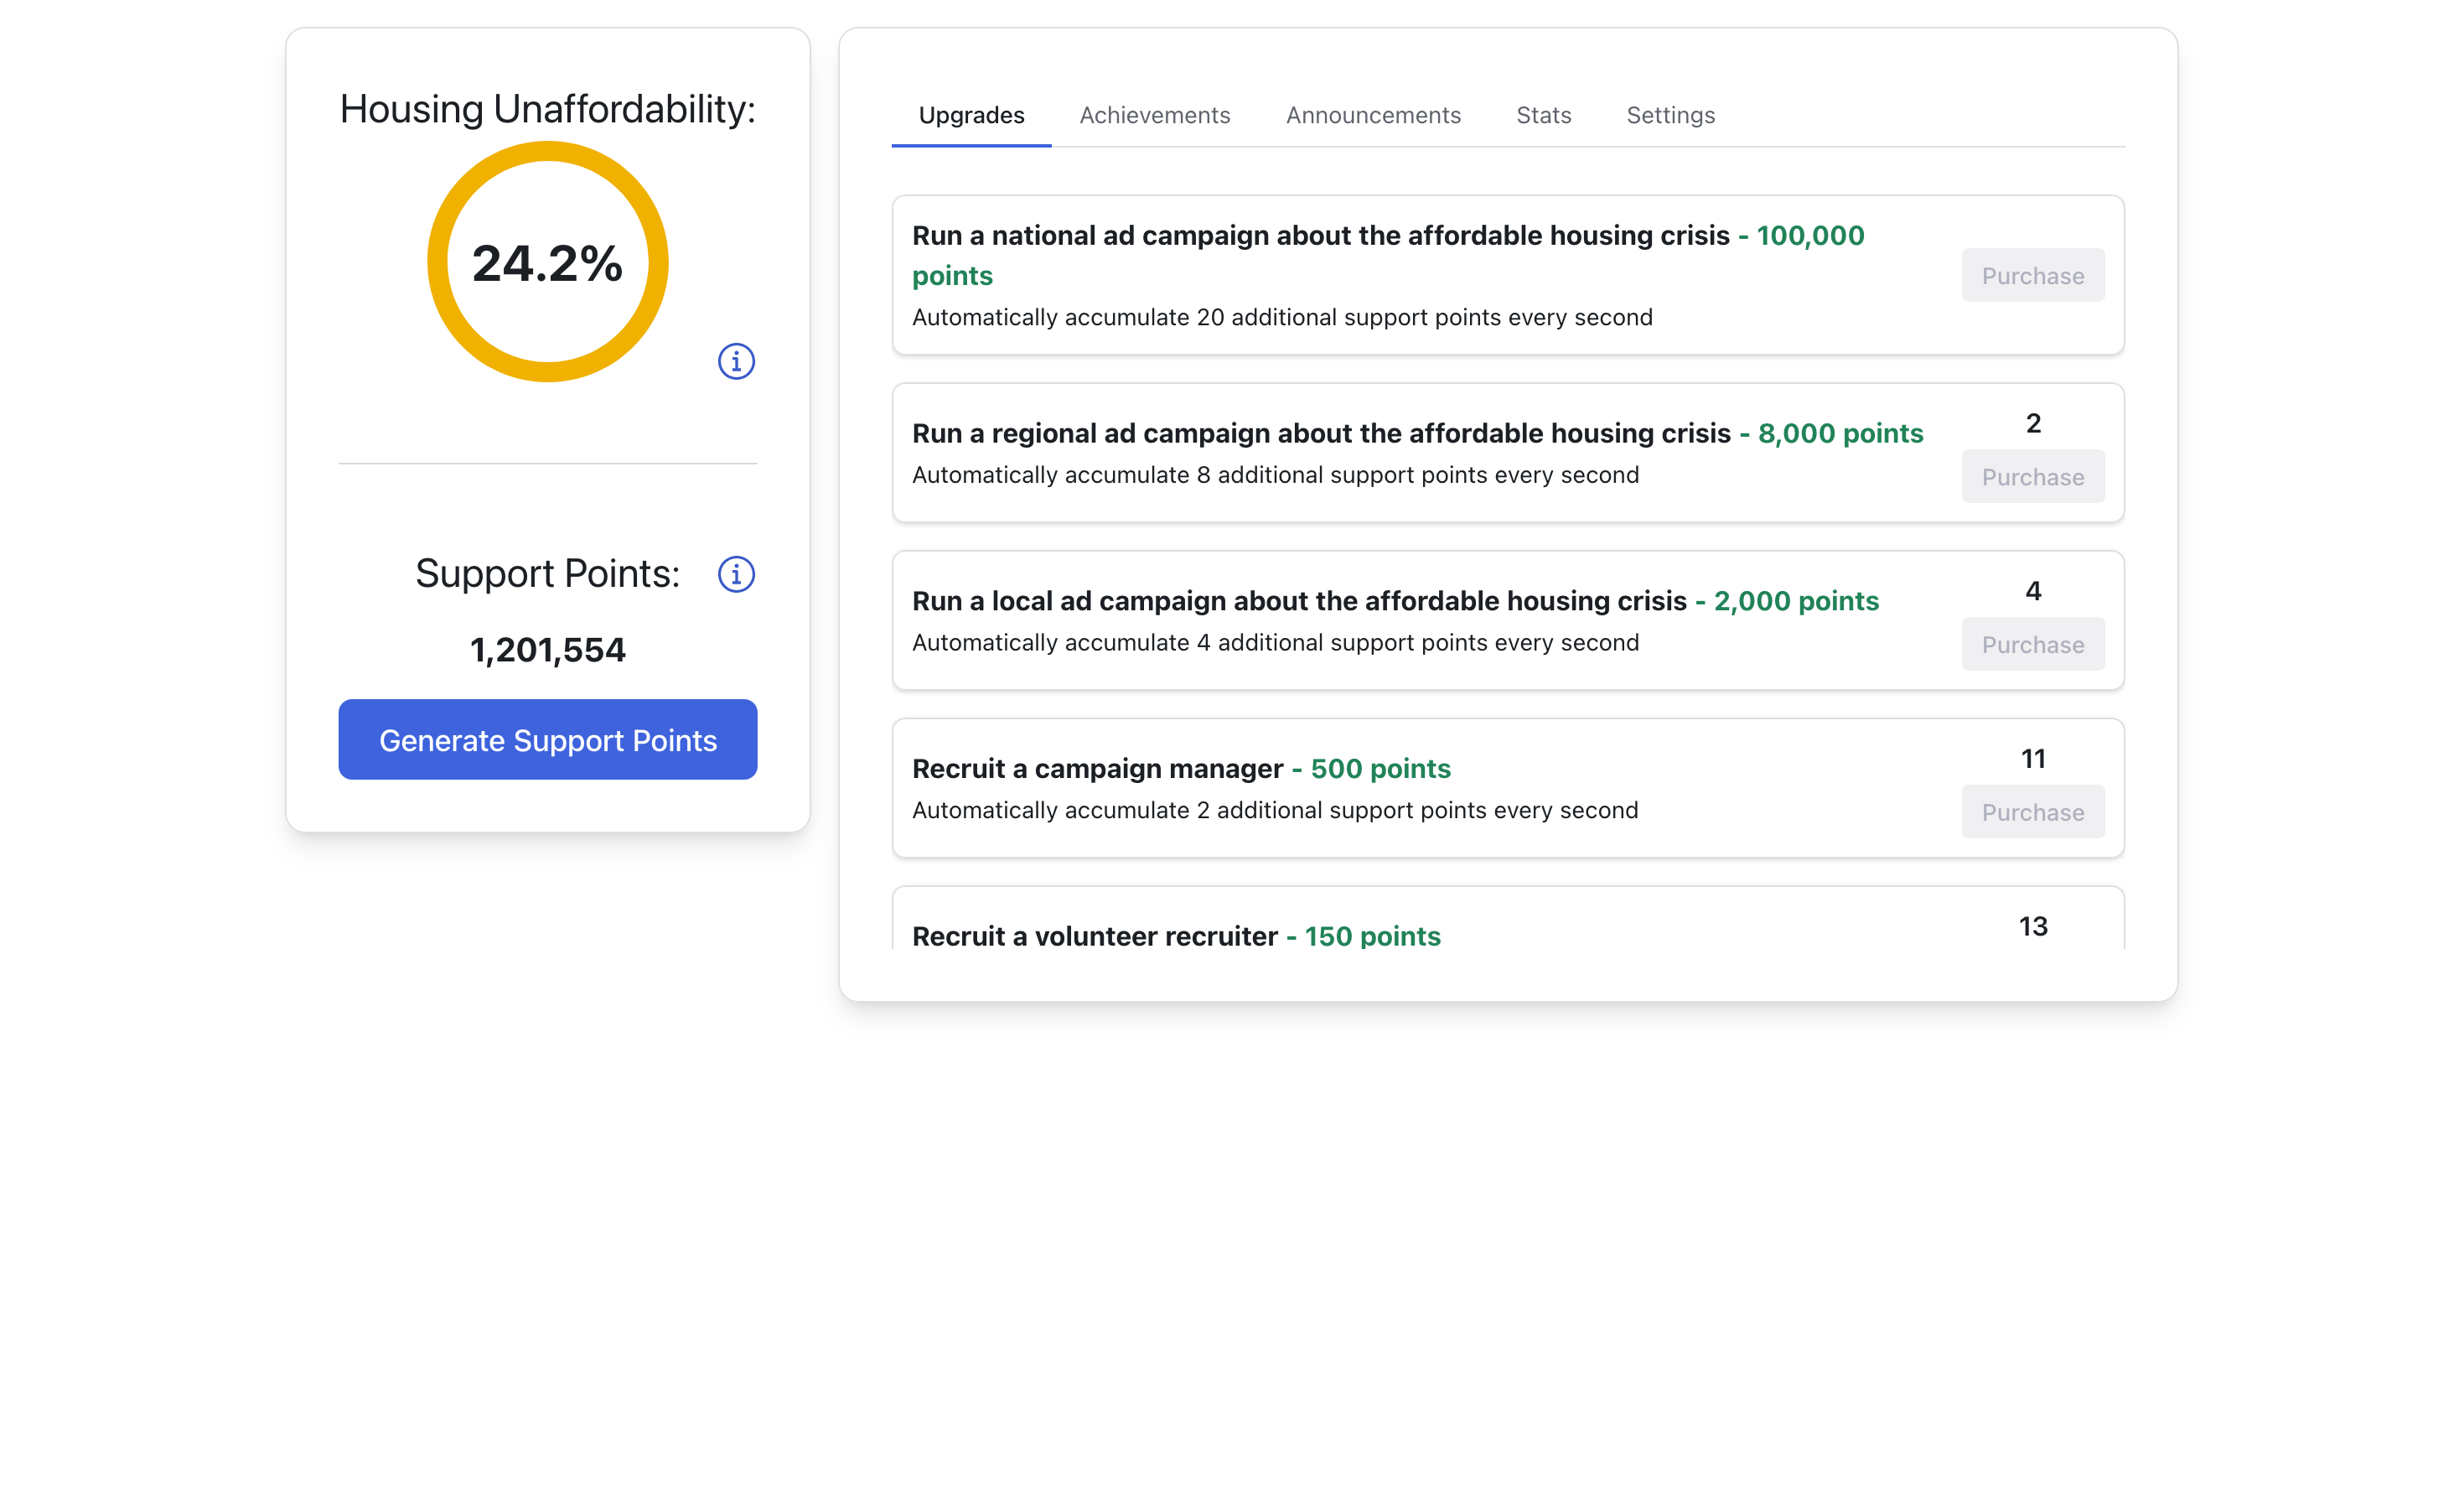 Housing Unaffordability:
24.2%
Support Points:
1,201,554
Generate Support Points
Upgrades Achievements Announcements Stats Settings
Run a national ad campaign about the affordable housing crisis - 100,000
points
Automatically accumulate 20 additional support points every second
Purchase
Run a regional ad campaign about the affordable housing crisis - 8,000 points
Automatically accumulate 8 additional support points every second
2
Purchase
Run a local ad campaign about the affordable housing crisis - 2,000 points
Automatically accumulate 4 additional support points every second
4
Purchase
Recruit a campaign manager - 500 points
Automatically accumulate 2 additional support points every second
11
Purchase
Recruit a volunteer recruiter - 150 points
13